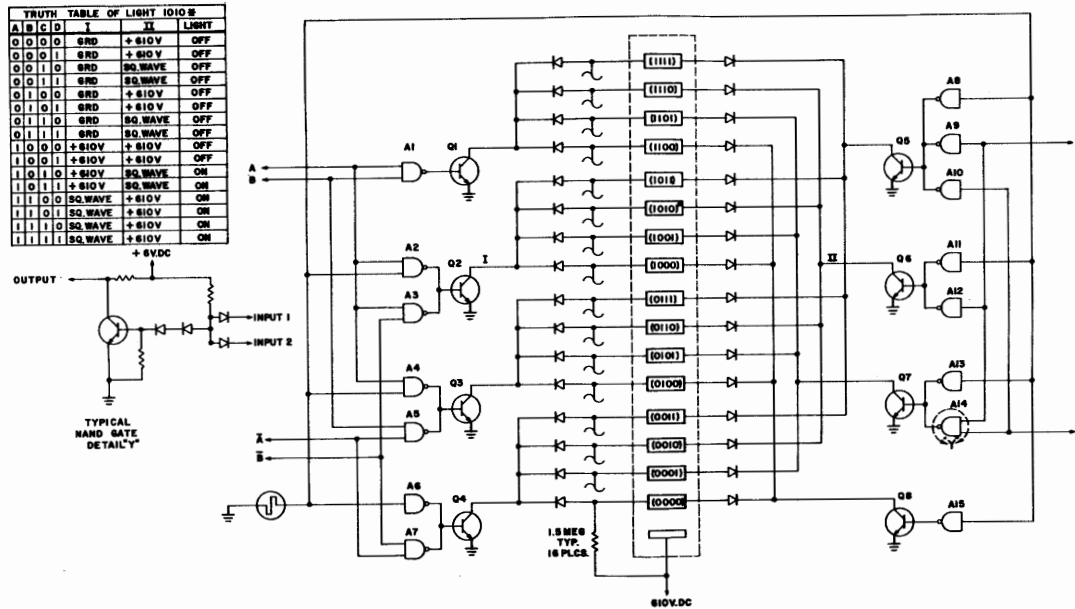 TRUTH TABLE OF LIGHT 1010*
A B C D I II LIGHT
0 0 0 0 GRD +610V OFF
0 0 0 1 GRD +610V OFF
0 0 1 0 GRD SQ.WAVE OFF
0 0 1 1 GRD SQ.WAVE OFF
0 1 0 0 GRD +610V OFF
0 1 0 1 GRD +610V OFF
0 1 1 0 GRD SQ.WAVE OFF
0 1 1 1 GRD SQ.WAVE OFF
1 0 0 0 +610V +610V OFF
1 0 0 1 +610V +610V OFF
1 0 1 0 +610V SQ.WAVE ON
1 0 1 1 +610V SQ.WAVE ON
1 1 0 0 SQ.WAVE +610V ON
1 1 0 1 SQ.WAVE +610V ON
1 1 1 0 SQ.WAVE +610V ON
1 1 1 1 SQ.WAVE +610V ON
+6V.DC
OUTPUT
INPUT 1
INPUT 2
TYPICAL
NAND GATE
DETAIL"Y"
A
B
A̅
B̅
A1
Q1
A2
Q2
I
A3
A4
Q3
A5
A6
Q4
A7
(1111)
(1110)
(1101)
(1100)
(1011)
(1010)*
(1001)
(1000)
(0111)
(0110)
(0101)
(0100)
(0011)
(0010)
(0001)
(0000)
1.5 MEG
TYP.
16 PLCS.
610V.DC
A8
Q5
A9
A10
A11
II
Q6
A12
A13
Q7
A14
Y
Q8
A15